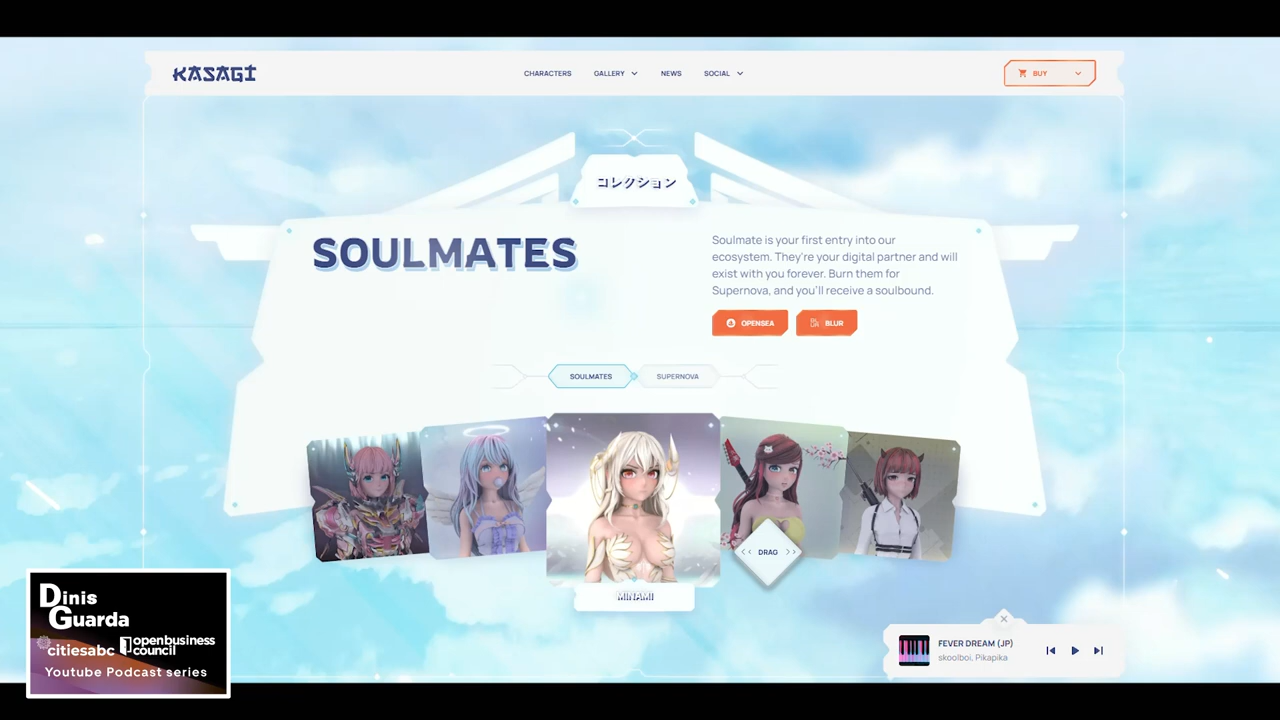 KASAGI
CHARACTERS
GALLERY
NEWS
SOCIAL
BUY
コレクション
SOULMATES
Soulmate is your first entry into our
ecosystem. They're your digital partner and will
exist with you forever. Burn them for
Supernova, and you'll receive a soulbound.
OPENSEA
BLUR
SOULMATES
SUPERNOVA
DRAG
MINAMI
FEVER DREAM (JP)
skoolboi, Pikapika
Dinis
Guarda
citiesabc
openbusiness
council
Youtube Podcast series